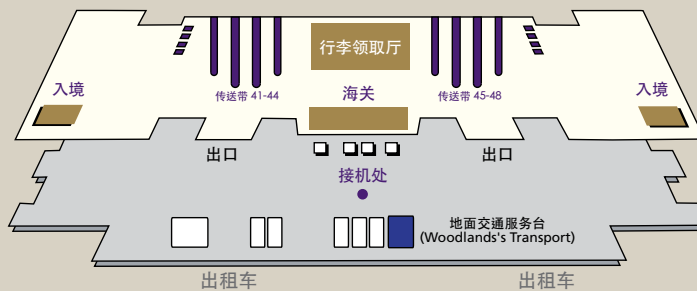 行李领取厅
入境
传送带 41-44
海关
传送带 45-48
入境
出口
出口
接机处
地面交通服务台
(Woodlands's Transport)
出租车
出租车